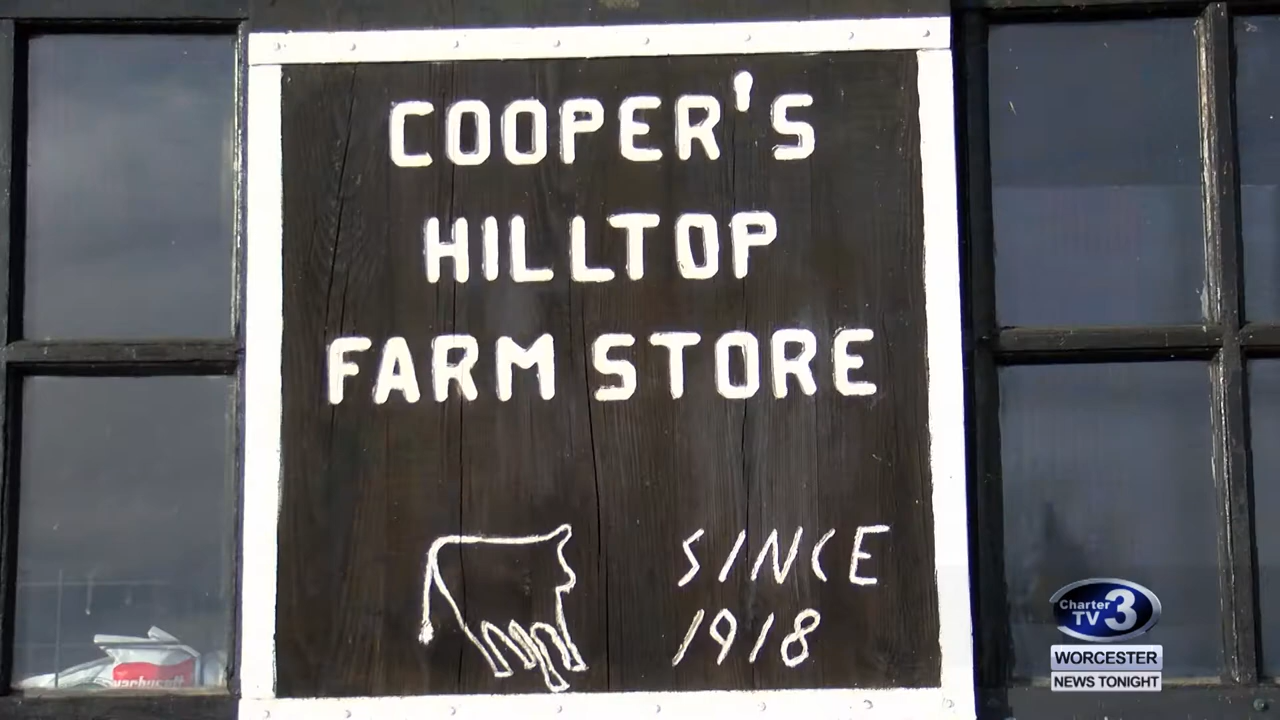 COOPER'S
HILLTOP
FARM STORE
SINCE
1918
Charter
TV 3
WORCESTER
NEWS TONIGHT